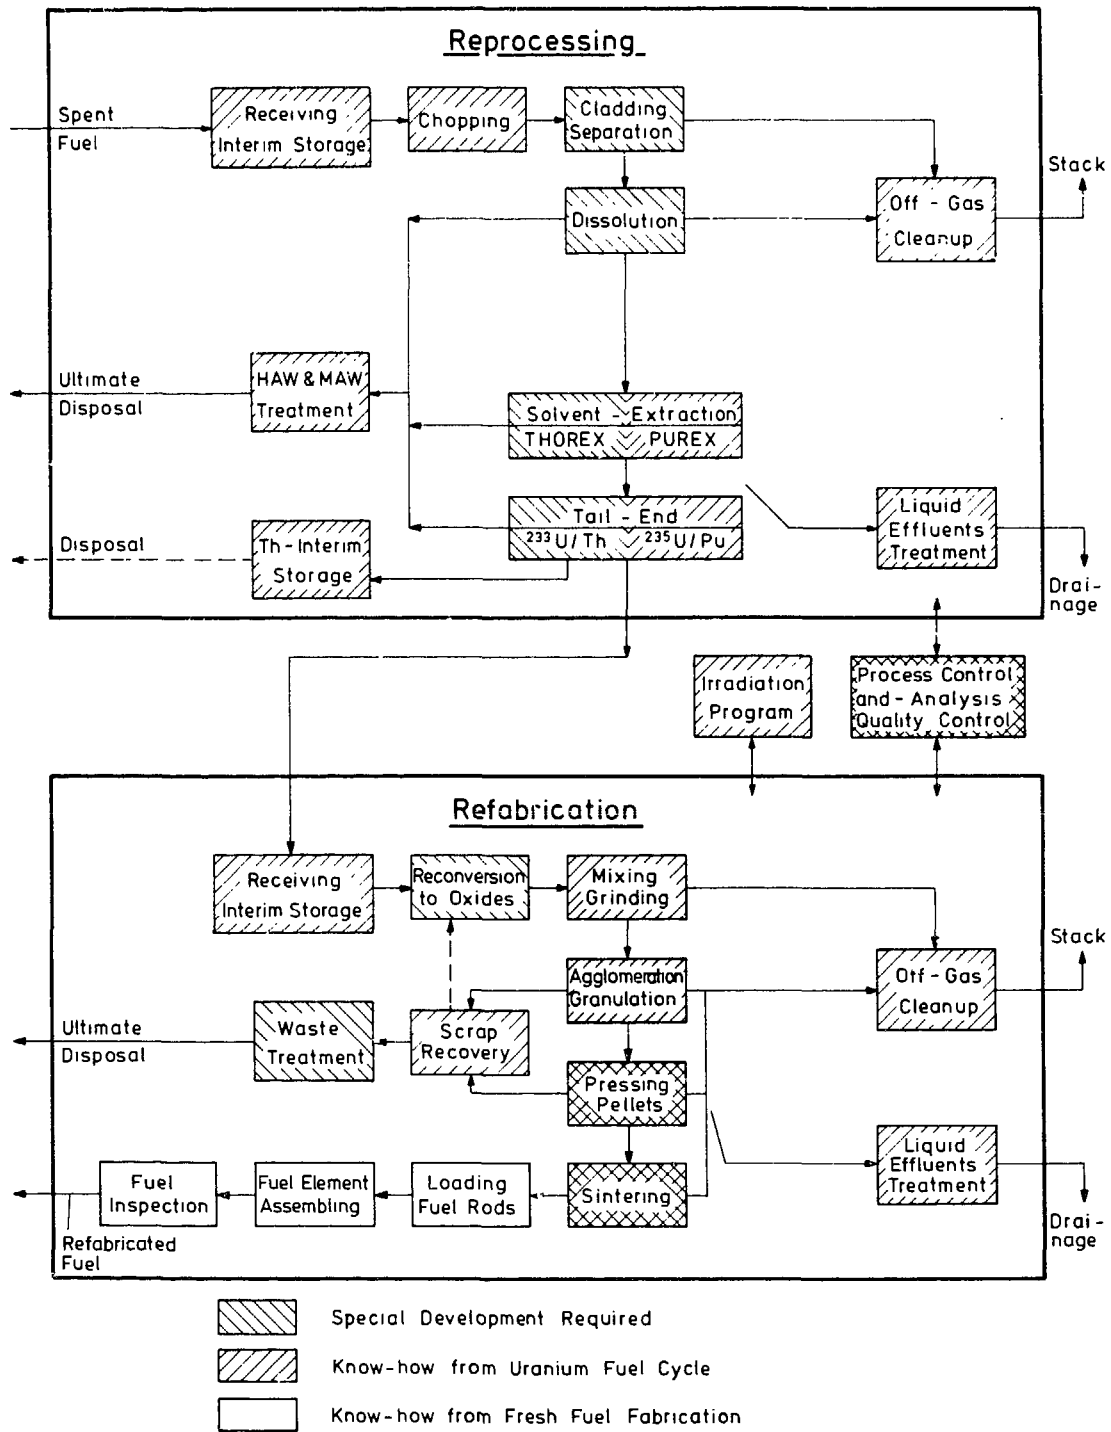 Reprocessing
Spent
Fuel
Receiving
Interim Storage
Chopping
Cladding
Separation
Stack
Dissolution
Off - Gas
Cleanup
Ultimate
Disposal
HAW & MAW
Treatment
Solvent - Extraction
THOREX PUREX
Tail - End
²³³U/Th ²³⁵U/Pu
Liquid
Effluents
Treatment
Disposal
Th-Interim
Storage
Drai-
nage
Irradiation
Program
Process Control
and - Analysis
Quality Control
Refabrication
Receiving
Interim Storage
Reconversion
to Oxides
Mixing
Grinding
Stack
Agglomeration
Granulation
Off - Gas
Cleanup
Ultimate
Disposal
Waste
Treatment
Scrap
Recovery
Pressing
Pellets
Liquid
Effluents
Treatment
Fuel
Inspection
Fuel Element
Assembling
Loading
Fuel Rods
Sintering
Refabricated
Fuel
Drai-
nage
Special Development Required
Know-how from Uranium Fuel Cycle
Know-how from Fresh Fuel Fabrication